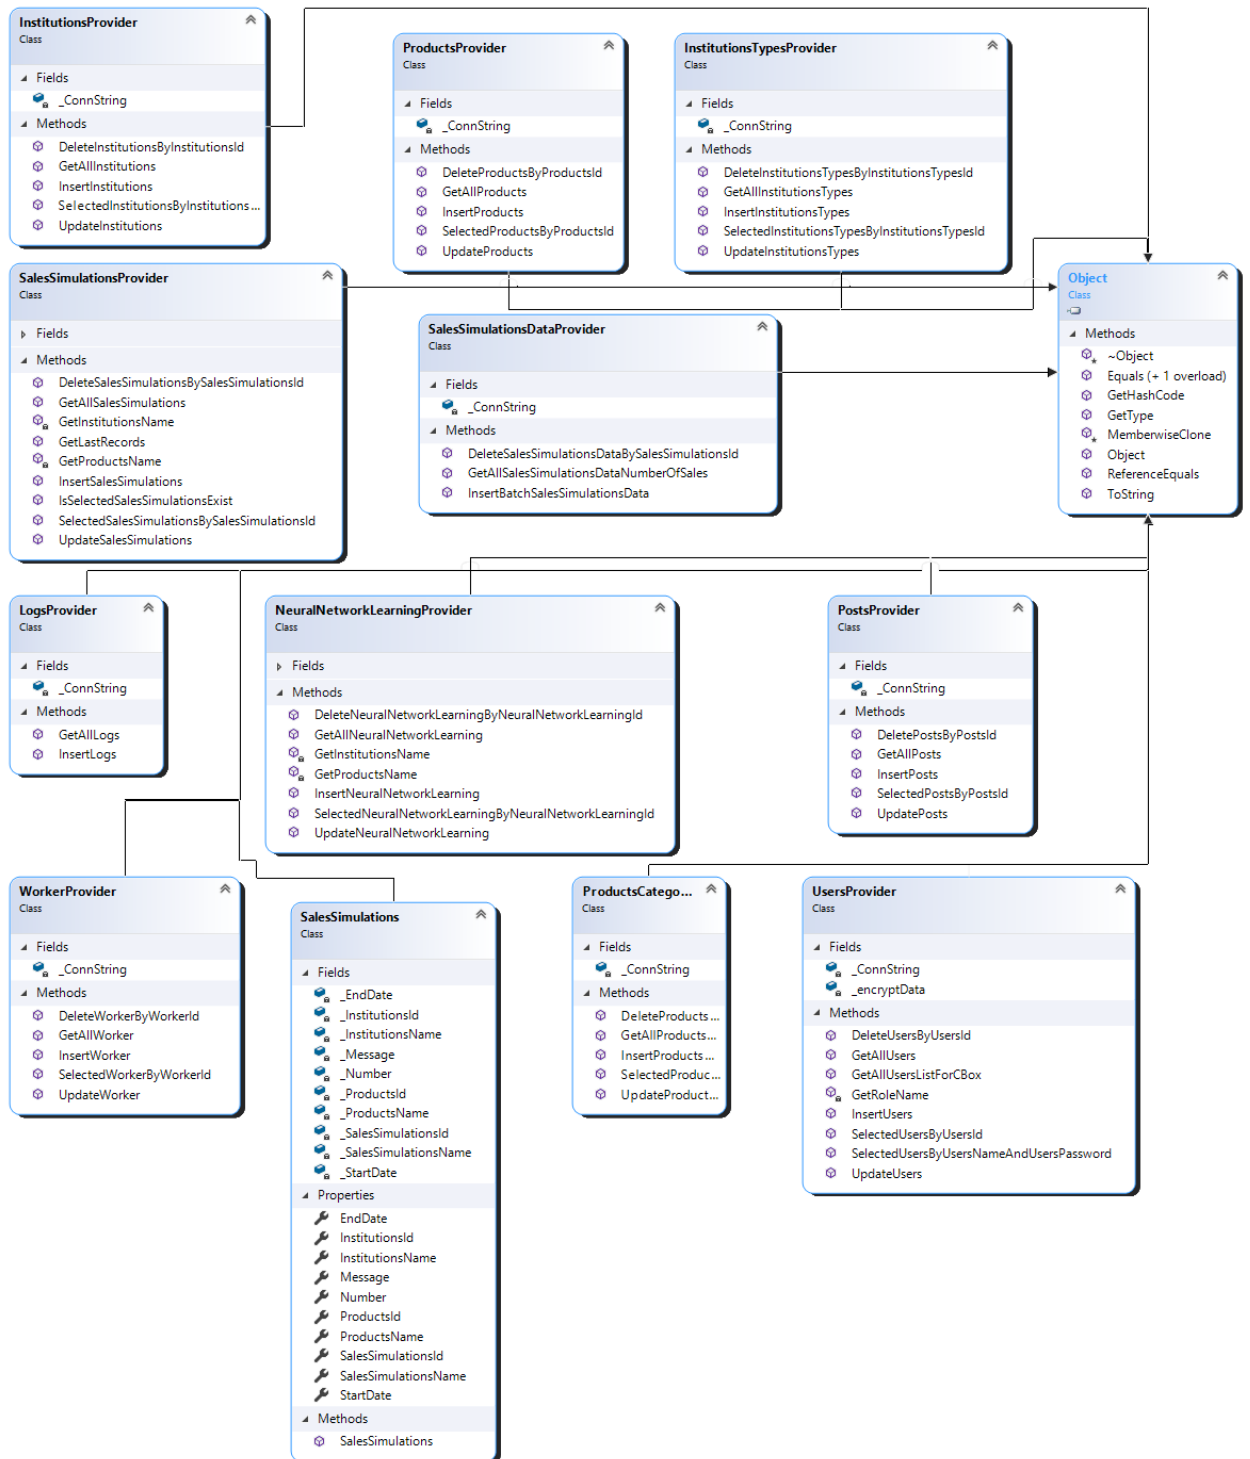 InstitutionsProvider
Class
Fields
_ConnString
Methods
DeleteInstitutionsByInstitutionsId
GetAllInstitutions
InsertInstitutions
SelectedInstitutionsByInstitutions...
UpdateInstitutions
ProductsProvider
Class
Fields
_ConnString
Methods
DeleteProductsByProductsId
GetAllProducts
InsertProducts
SelectedProductsByProductsId
UpdateProducts
InstitutionsTypesProvider
Class
Fields
_ConnString
Methods
DeleteInstitutionsTypesByInstitutionsTypesId
GetAllInstitutionsTypes
InsertInstitutionsTypes
SelectedInstitutionsTypesByInstitutionsTypesId
UpdateInstitutionsTypes
SalesSimulationsProvider
Class
Fields
Methods
DeleteSalesSimulationsBySalesSimulationsId
GetAllSalesSimulations
GetInstitutionsName
GetLastRecords
GetProductsName
InsertSalesSimulations
IsSelectedSalesSimulationsExist
SelectedSalesSimulationsBySalesSimulationsId
UpdateSalesSimulations
SalesSimulationsDataProvider
Class
Fields
_ConnString
Methods
DeleteSalesSimulationsDataBySalesSimulationsId
GetAllSalesSimulationsDataNumberOfSales
InsertBatchSalesSimulationsData
Object
Class
Methods
~Object
Equals (+ 1 overload)
GetHashCode
GetType
MemberwiseClone
Object
ReferenceEquals
ToString
LogsProvider
Class
Fields
_ConnString
Methods
GetAllLogs
InsertLogs
NeuralNetworkLearningProvider
Class
Fields
Methods
DeleteNeuralNetworkLearningByNeuralNetworkLearningId
GetAllNeuralNetworkLearning
GetInstitutionsName
GetProductsName
InsertNeuralNetworkLearning
SelectedNeuralNetworkLearningByNeuralNetworkLearningId
UpdateNeuralNetworkLearning
PostsProvider
Class
Fields
_ConnString
Methods
DeletePostsByPostsId
GetAllPosts
InsertPosts
SelectedPostsByPostsId
UpdatePosts
WorkerProvider
Class
Fields
_ConnString
Methods
DeleteWorkerByWorkerId
GetAllWorker
InsertWorker
SelectedWorkerByWorkerId
UpdateWorker
SalesSimulations
Class
Fields
_EndDate
_InstitutionsId
_InstitutionsName
_Message
_Number
_ProductsId
_ProductsName
_SalesSimulationsId
_SalesSimulationsName
_StartDate
Properties
EndDate
InstitutionsId
InstitutionsName
Message
Number
ProductsId
ProductsName
SalesSimulationsId
SalesSimulationsName
StartDate
Methods
SalesSimulations
ProductsCatego...
Class
Fields
_ConnString
Methods
DeleteProducts...
GetAllProducts...
InsertProducts...
SelectedProduc...
UpdateProduct...
UsersProvider
Class
Fields
_ConnString
_encryptData
Methods
DeleteUsersByUsersId
GetAllUsers
GetAllUsersListForCBox
GetRoleName
InsertUsers
SelectedUsersByUsersId
SelectedUsersByUsersNameAndUsersPassword
UpdateUsers